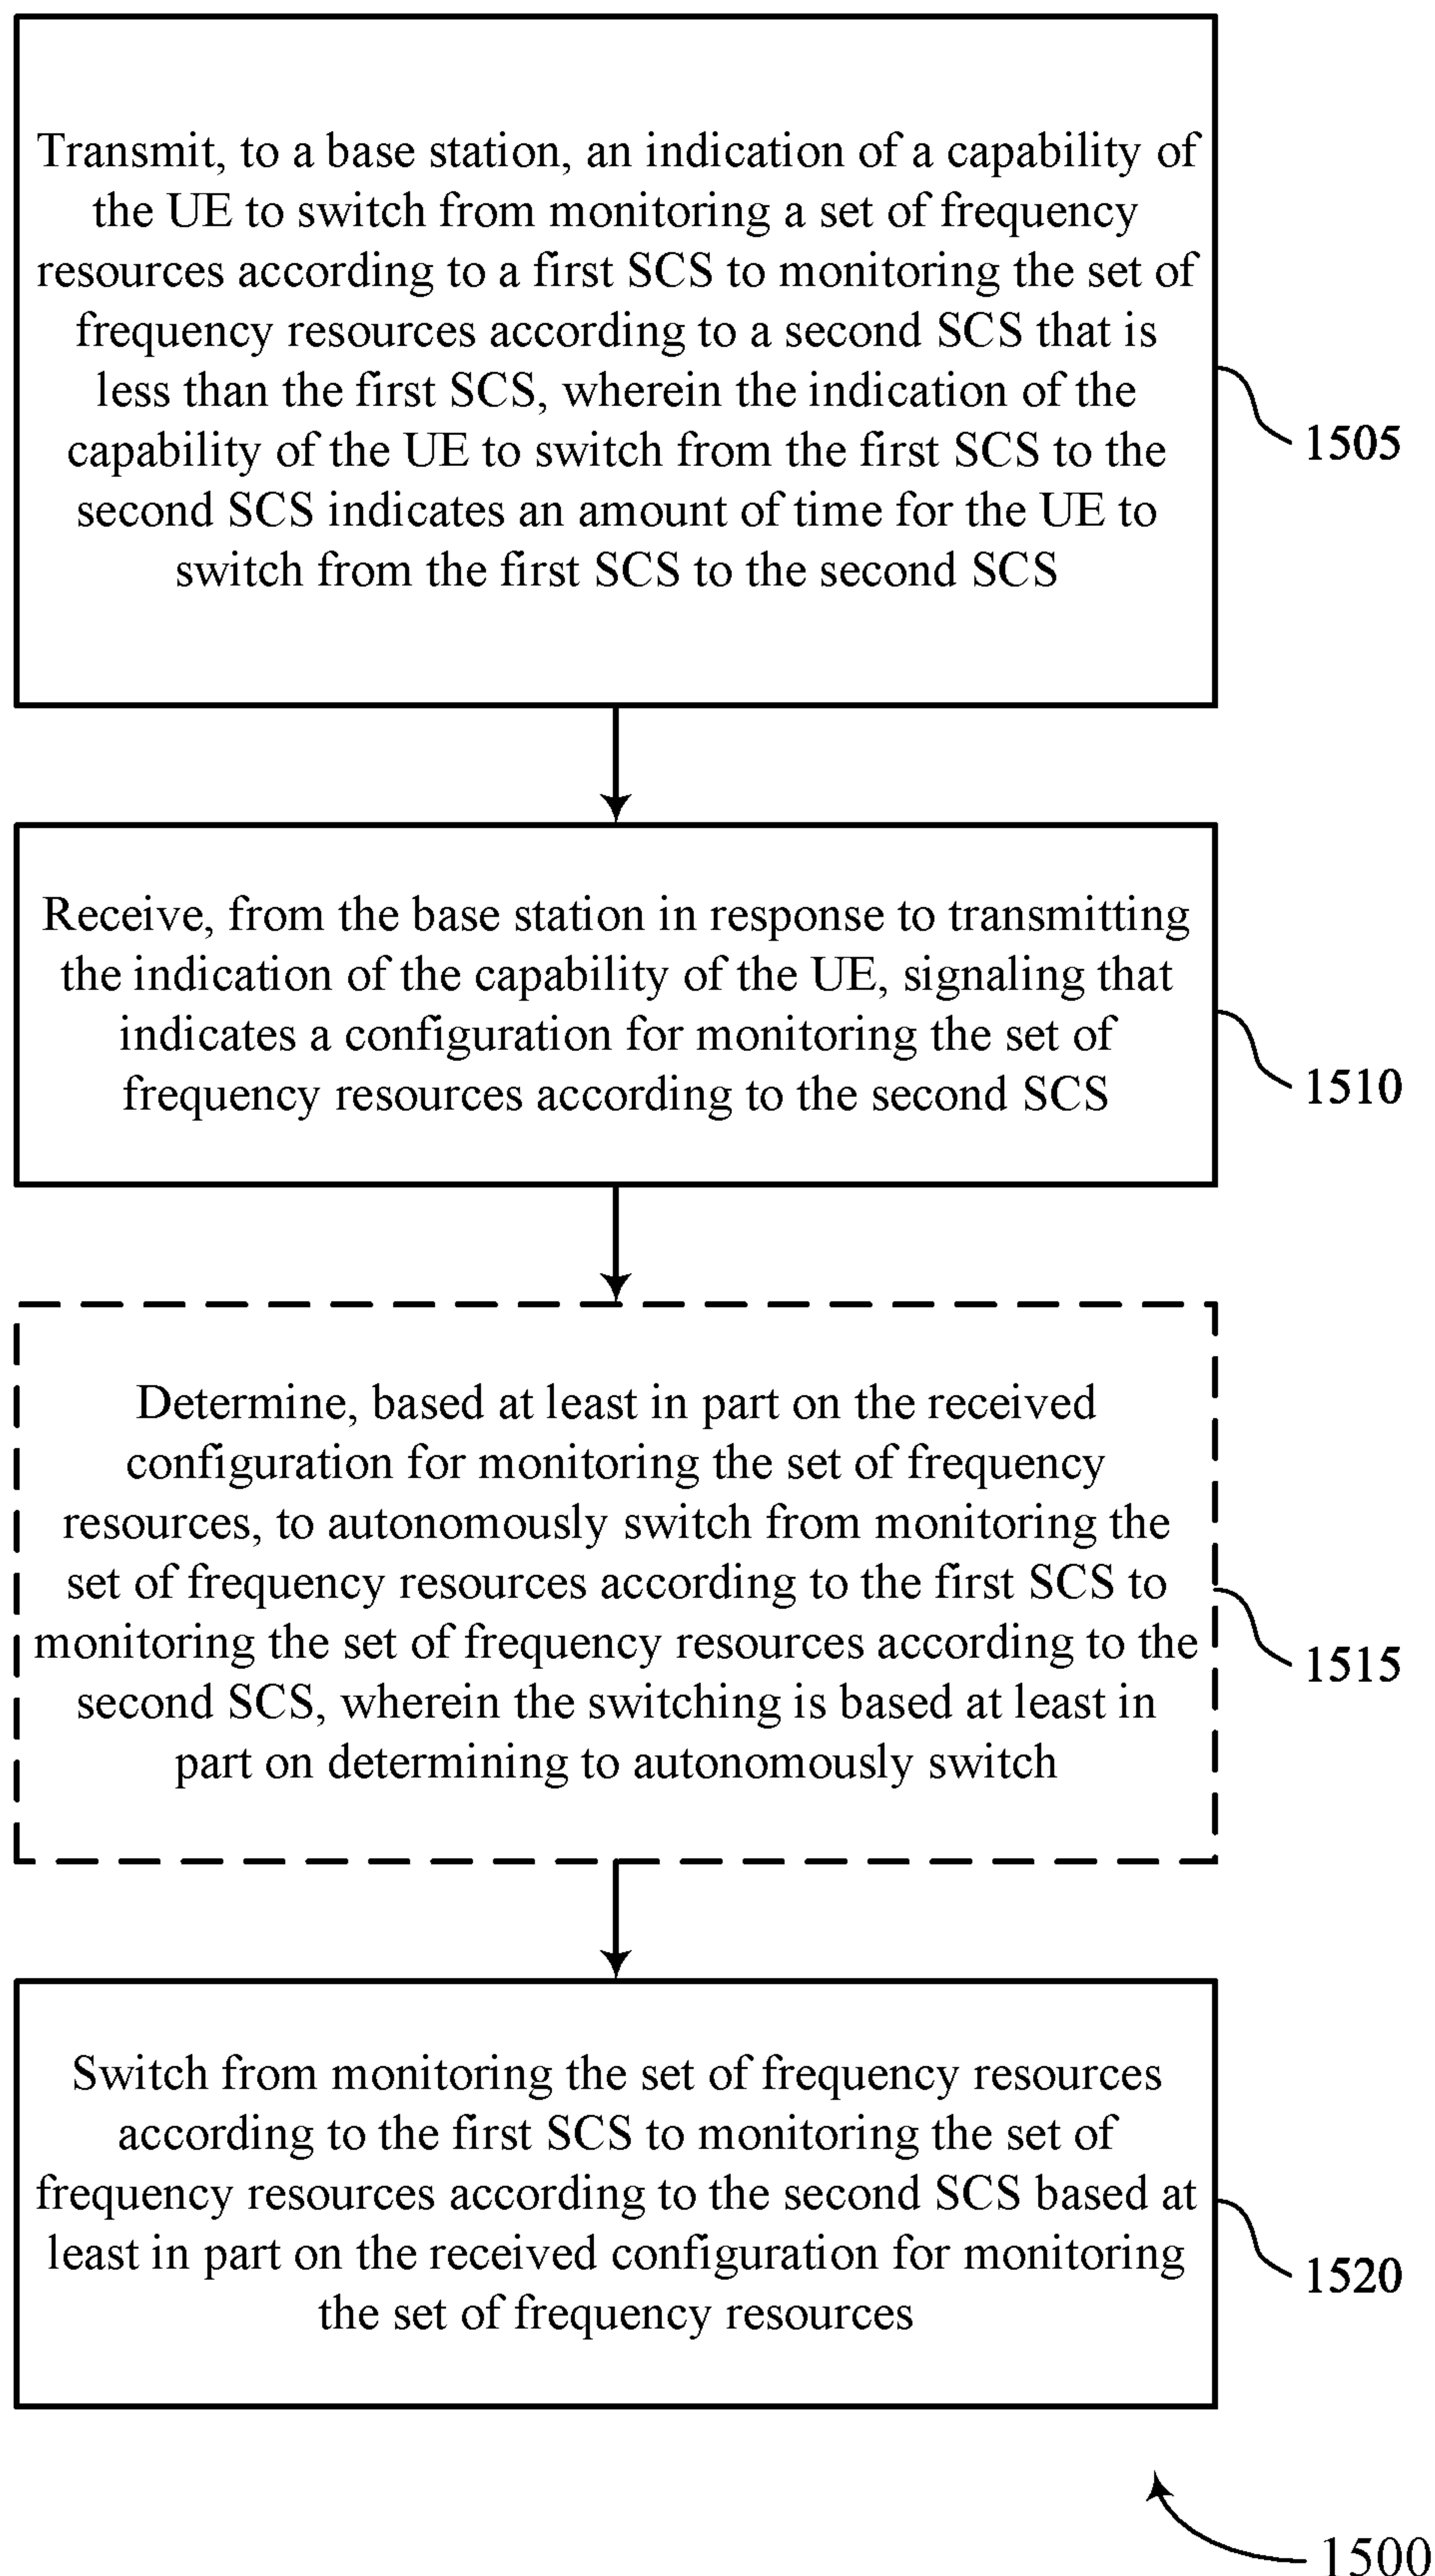 Transmit, to a base station, an indication of a capability of
the UE to switch from monitoring a set of frequency
resources according to a first SCS to monitoring the set of
frequency resources according to a second SCS that is
less than the first SCS, wherein the indication of the
capability of the UE to switch from the first SCS to the
second SCS indicates an amount of time for the UE to
switch from the first SCS to the second SCS
1505
Receive, from the base station in response to transmitting
the indication of the capability of the UE, signaling that
indicates a configuration for monitoring the set of
frequency resources according to the second SCS
1510
Determine, based at least in part on the received
configuration for monitoring the set of frequency
resources, to autonomously switch from monitoring the
set of frequency resources according to the first SCS to
monitoring the set of frequency resources according to the
second SCS, wherein the switching is based at least in
part on determining to autonomously switch
1515
Switch from monitoring the set of frequency resources
according to the first SCS to monitoring the set of
frequency resources according to the second SCS based at
least in part on the received configuration for monitoring
the set of frequency resources
1520
1500